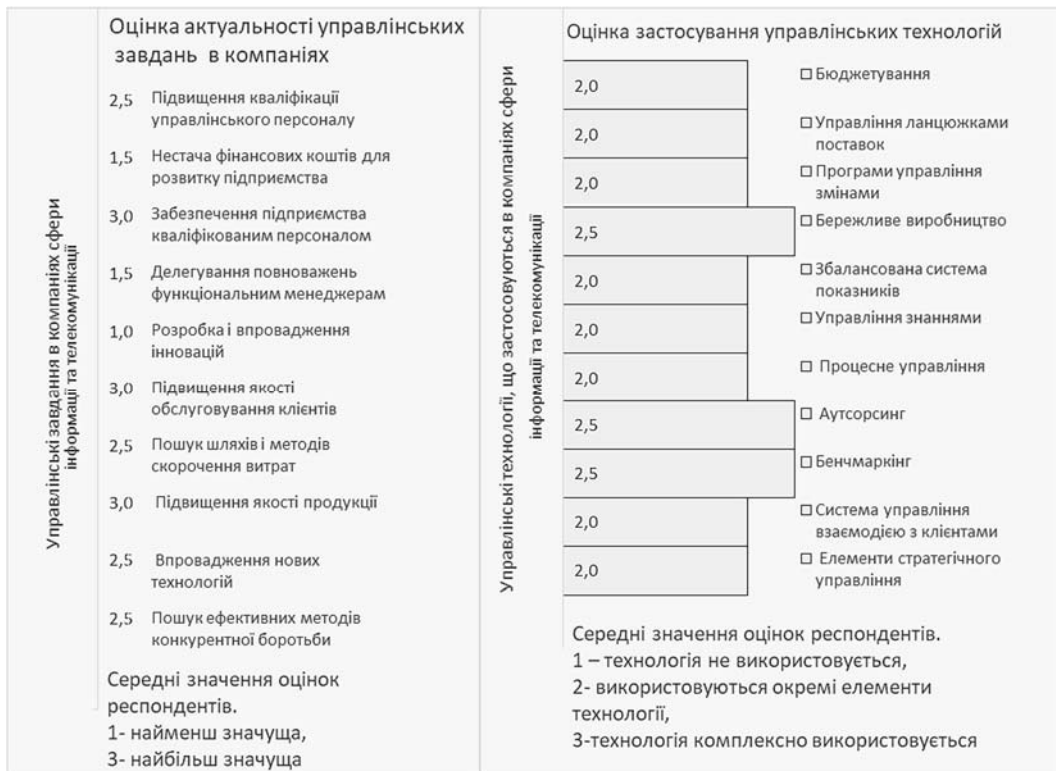 Управлінські завдання в компаніях сфери
інформації та телекомунікації
Оцінка актуальності управлінських
завдань в компаніях
2,5 Підвищення кваліфікації
управлінського персоналу
1,5 Нестача фінансових коштів для
розвитку підприємства
3,0 Забезпечення підприємства
кваліфікованим персоналом
1,5 Делегування повноважень
функціональним менеджерам
1,0 Розробка і впровадження
інновацій
3,0 Підвищення якості
обслуговування клієнтів
2,5 Пошук шляхів і методів
скорочення витрат
3,0 Підвищення якості продукції
2,5 Впровадження нових
технологій
2,5 Пошук ефективних методів
конкурентної боротьби
Середні значення оцінок
респондентів.
1- найменш значуща,
3- найбільш значуща
Управлінські технології, що застосовуються в компаніях сфери
інформації та телекомунікації
Оцінка застосування управлінських технологій
2,0 Бюджетування
2,0 Управління ланцюжками
поставок
2,0 Програми управління
змінами
2,5 Бережливе виробництво
2,0 Збалансована система
показників
2,0 Управління знаннями
2,0 Процесне управління
2,5 Аутсорсинг
2,5 Бенчмаркінг
2,0 Система управління
взаємодією з клієнтами
2,0 Елементи стратегічного
управління
Середні значення оцінок респондентів.
1 – технологія не використовується,
2- використовуються окремі елементи
технології,
3-технологія комплексно використовується